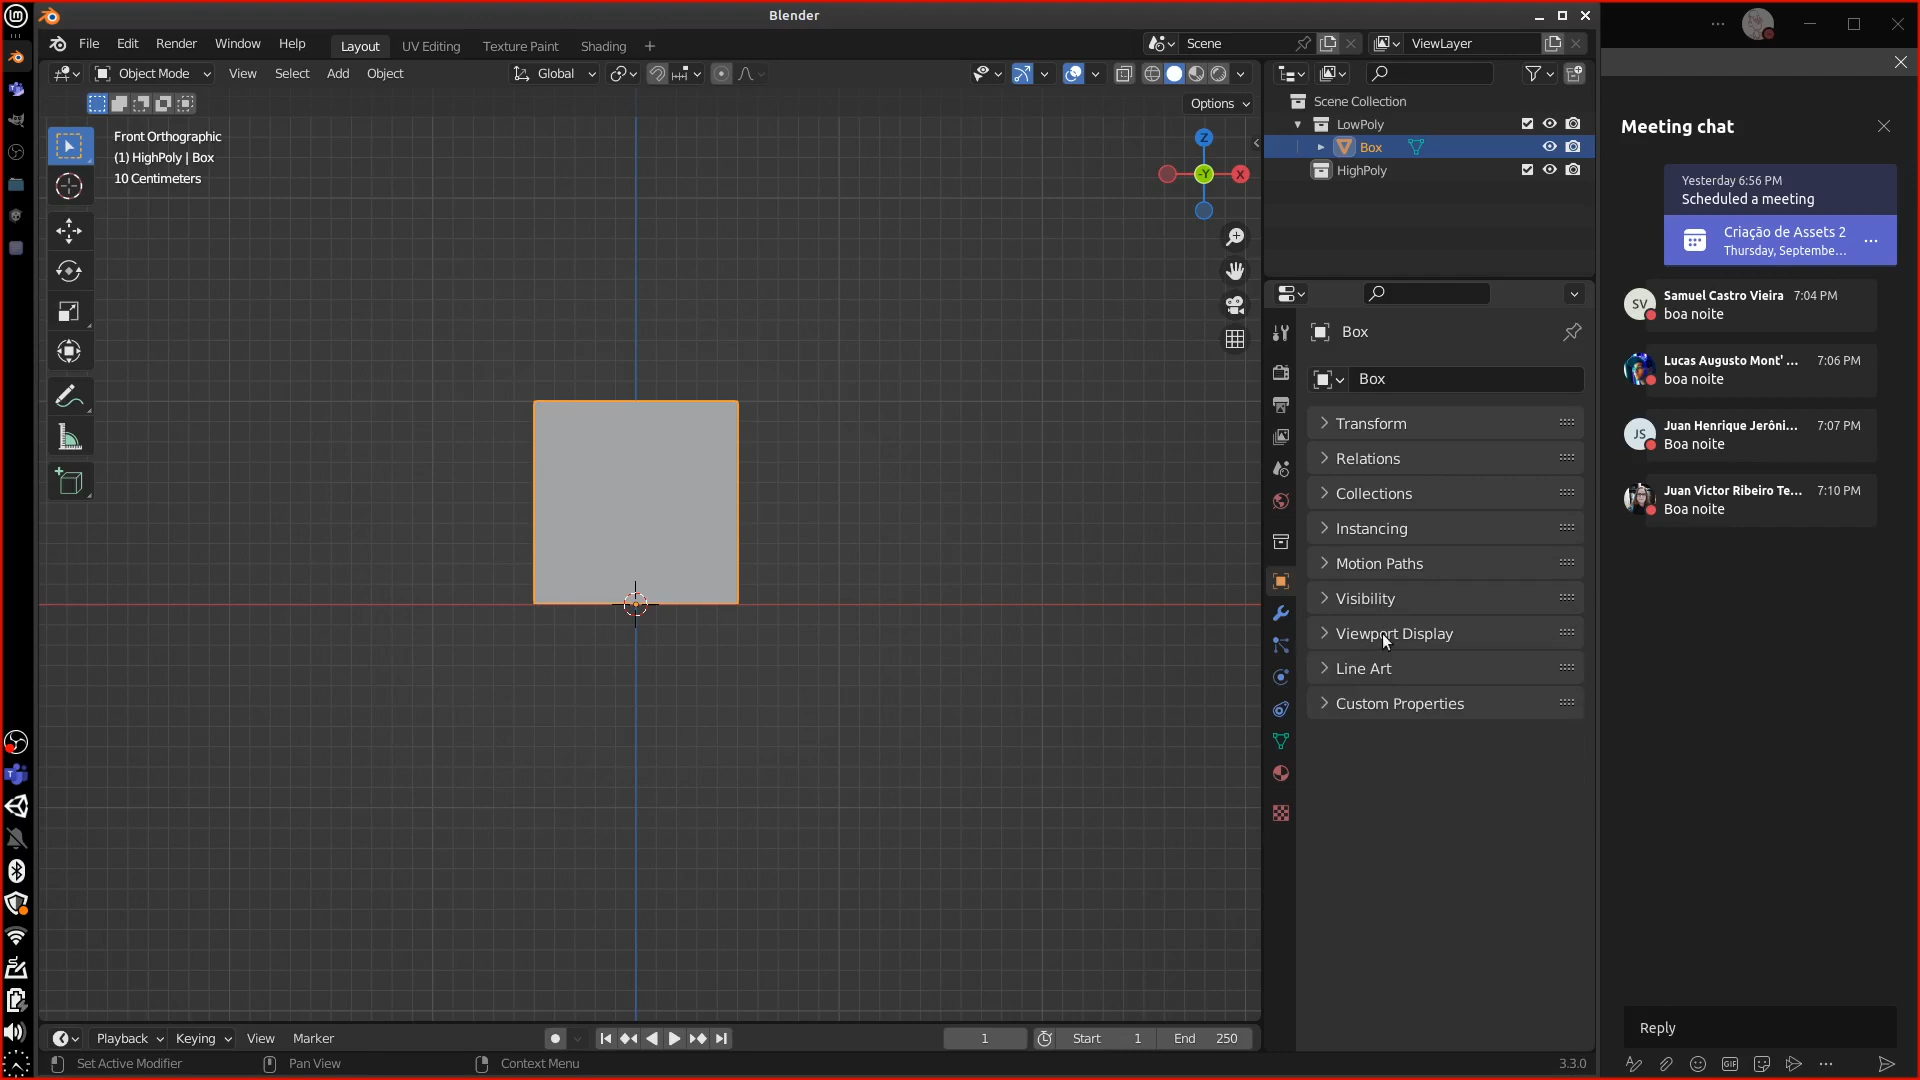 Blender
File Edit Render Window Help Layout UV Editing Texture Paint Shading + Scene ViewLayer
Object Mode View Select Add Object Global
Options
Front Orthographic
(1) HighPoly | Box
10 Centimeters
Z
-Y X
Scene Collection
LowPoly
Box
HighPoly
Box
Box
Transform
Relations
Collections
Instancing
Motion Paths
Visibility
Viewport Display
Line Art
Custom Properties
Playback Keying View Marker 1 Start 1 End 250
Set Active Modifier Pan View Context Menu 3.3.0
Meeting chat
Yesterday 6:56 PM
Scheduled a meeting
Criação de Assets 2
Thursday, Septembe...
SV Samuel Castro Vieira 7:04 PM
boa noite
Lucas Augusto Mont' ... 7:06 PM
boa noite
JS Juan Henrique Jerôni... 7:07 PM
Boa noite
Juan Victor Ribeiro Te... 7:10 PM
Boa noite
Reply
GIF